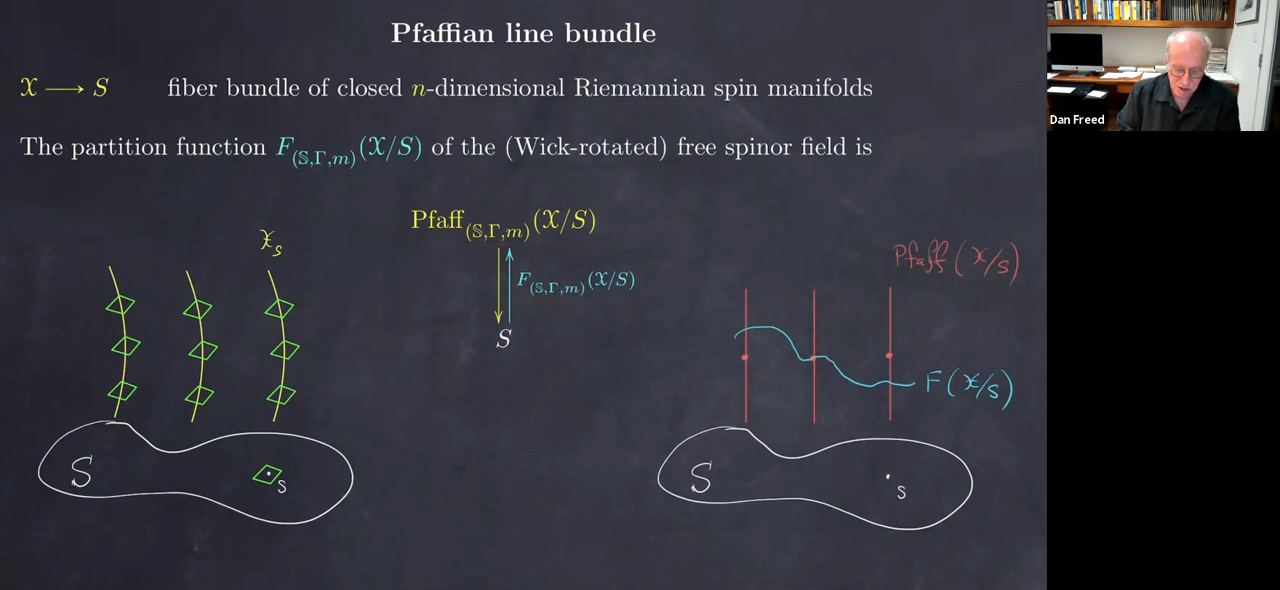 Pfaffian line bundle
𝒳 ⟶ S fiber bundle of closed n-dimensional Riemannian spin manifolds
The partition function F_(𝕊,Γ,m)(𝒳/S) of the (Wick-rotated) free spinor field is
Pfaff_(𝕊,Γ,m)(𝒳/S)
F_(𝕊,Γ,m)(𝒳/S)
S
𝒳_s
S
s
Pfaff(𝒳/S)
F(𝒳/S)
S
s
Dan Freed